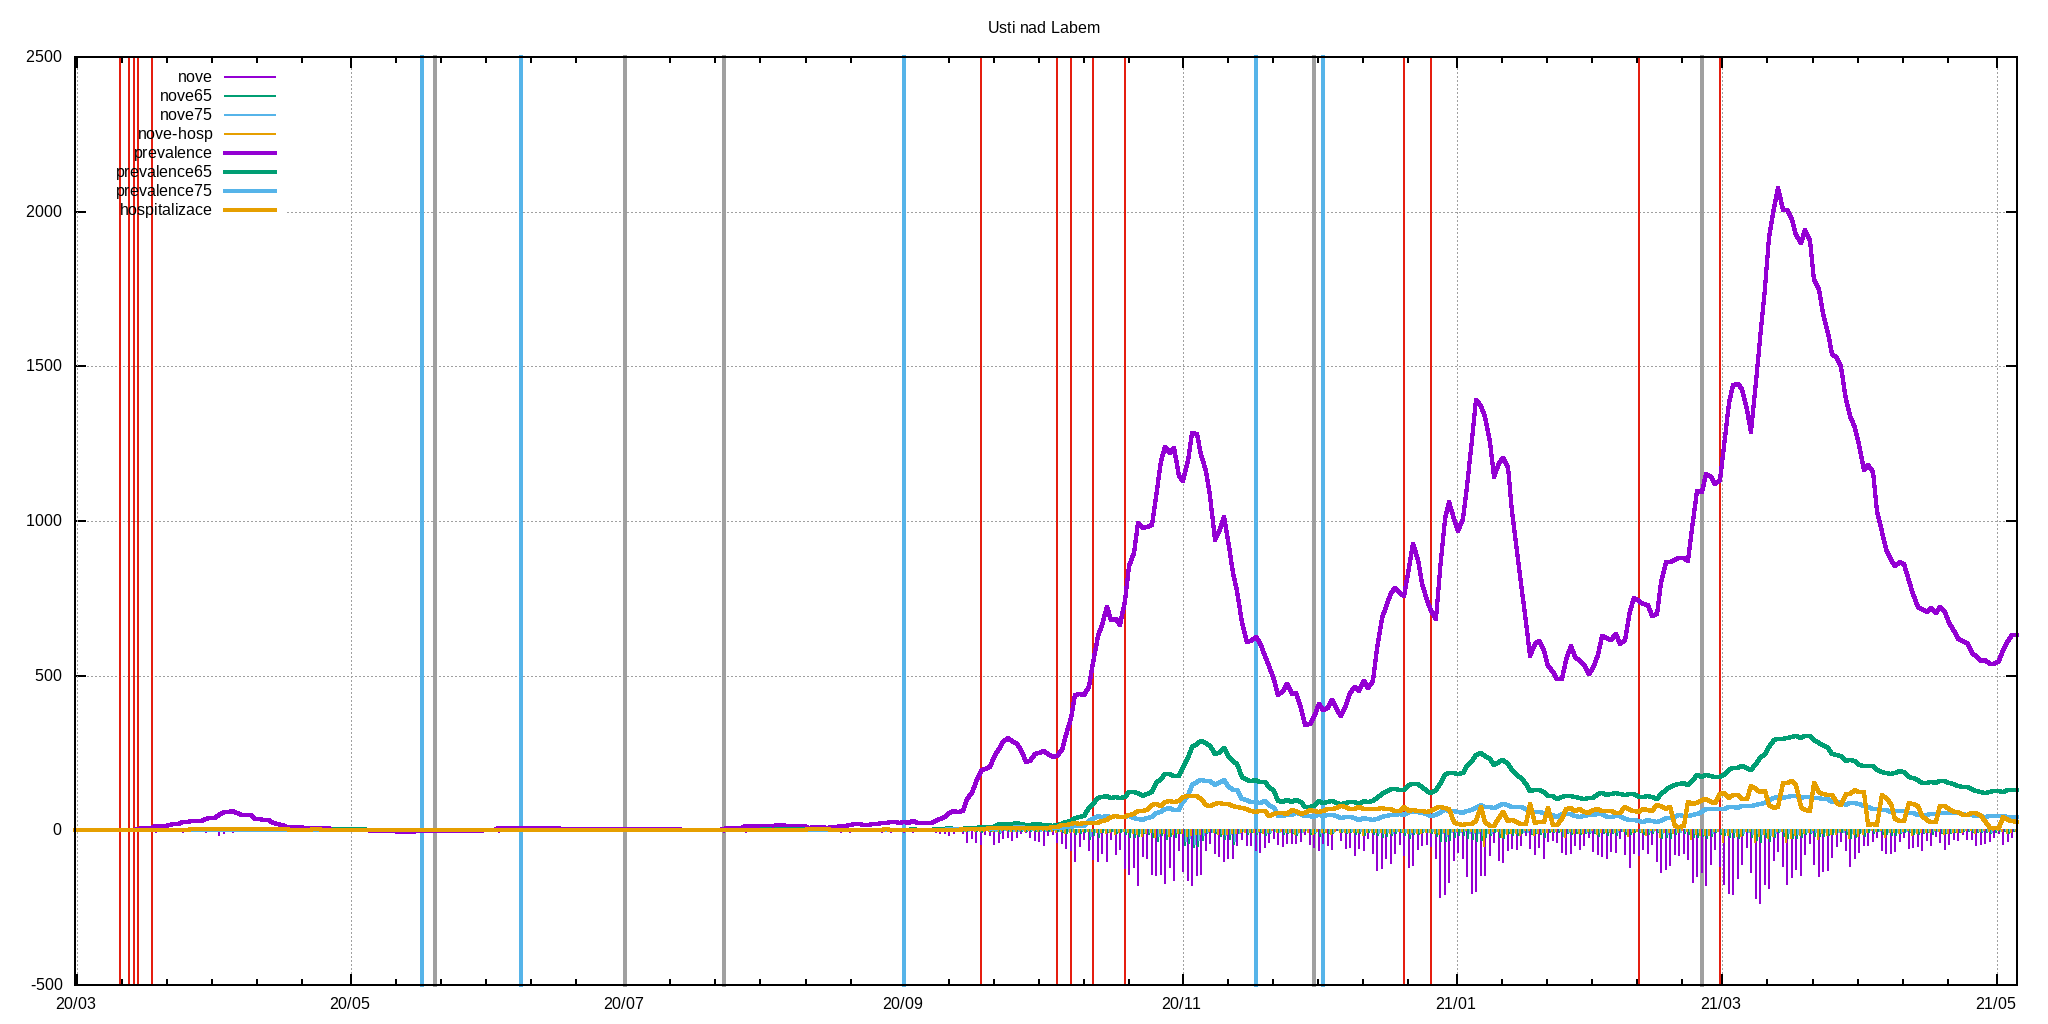 Usti nad Labem
2500
2000
1500
1000
500
0
-500
nove
nove65
nove75
nove-hosp
prevalence
prevalence65
prevalence75
hospitalizace
20/03
20/05
20/07
20/09
20/11
21/01
21/03
21/05